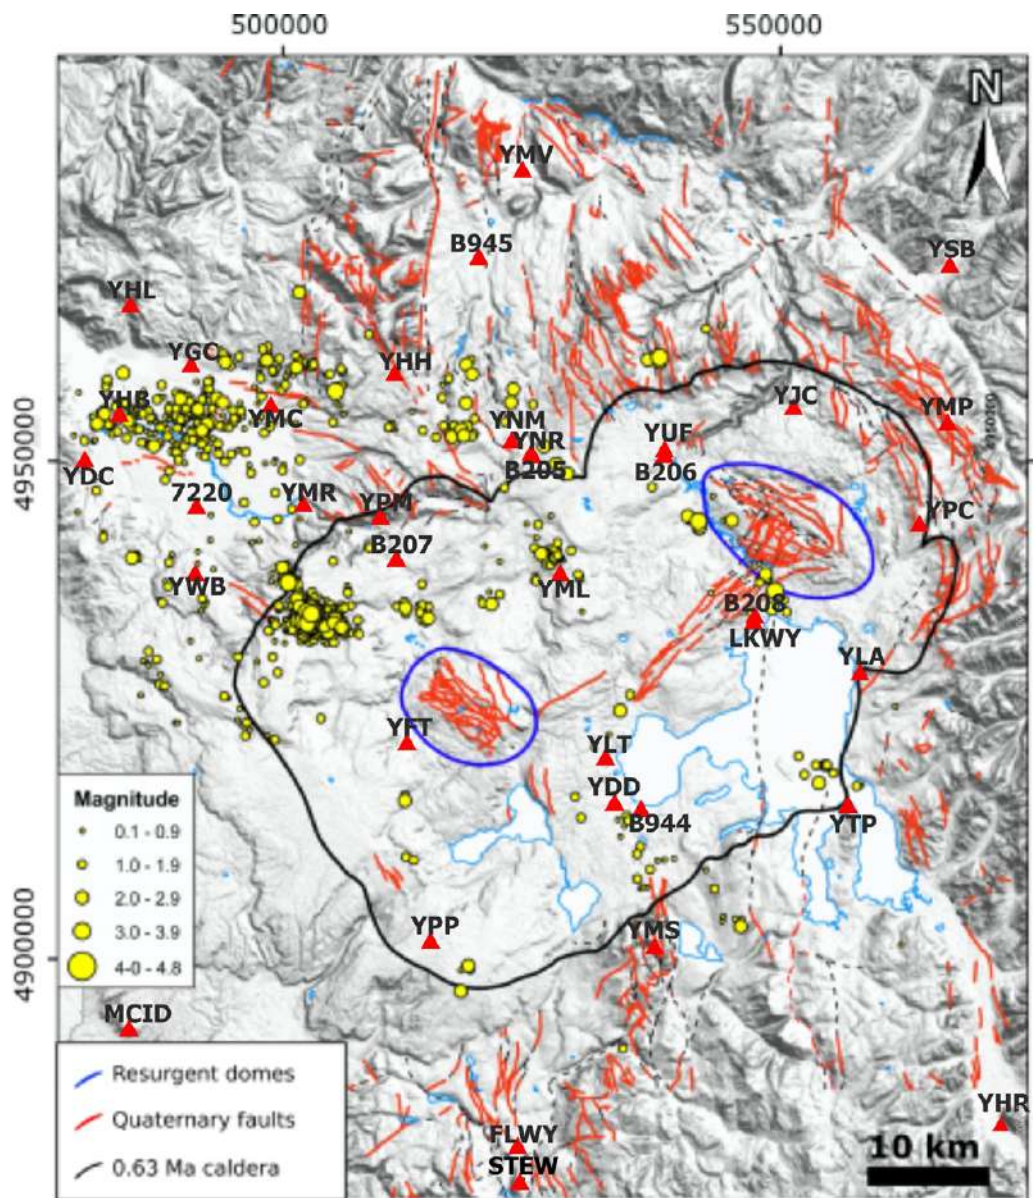 500000
550000
N
YMV
B945
YSB
YHL
YGC
YHH
YHB
YMC
YNM
YNR
YUF
YJC
YMP
4950000
4950000
YDC
B205
B206
7220
YMR
YPM
YPC
B207
YWB
YML
B208
LKWY
YLA
YFT
YLT
YDD
B944
YTP
Magnitude
0.1 - 0.9
1.0 - 1.9
2.0 - 2.9
3.0 - 3.9
4.0 - 4.8
YPP
YMS
4900000
MCID
Resurgent domes
Quaternary faults
0.63 Ma caldera
YHR
FLWY
STEW
10 km